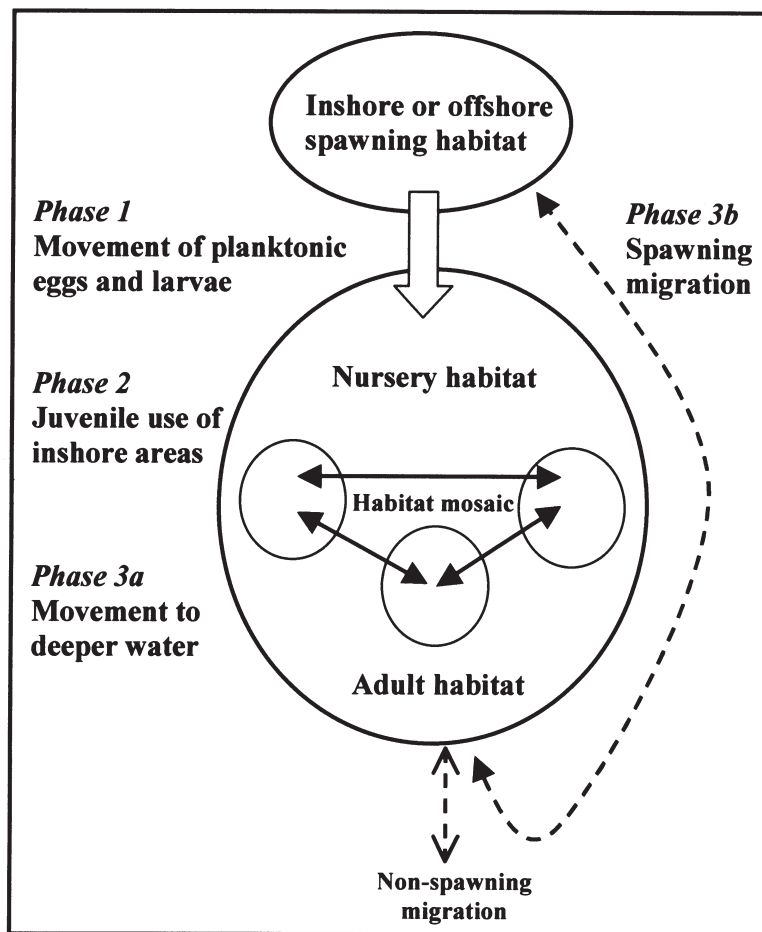 Inshore or offshore
spawning habitat
Phase 1
Movement of planktonic
eggs and larvae
Phase 3b
Spawning
migration
Nursery habitat
Phase 2
Juvenile use of
inshore areas
Habitat mosaic
Phase 3a
Movement to
deeper water
Adult habitat
Non-spawning
migration